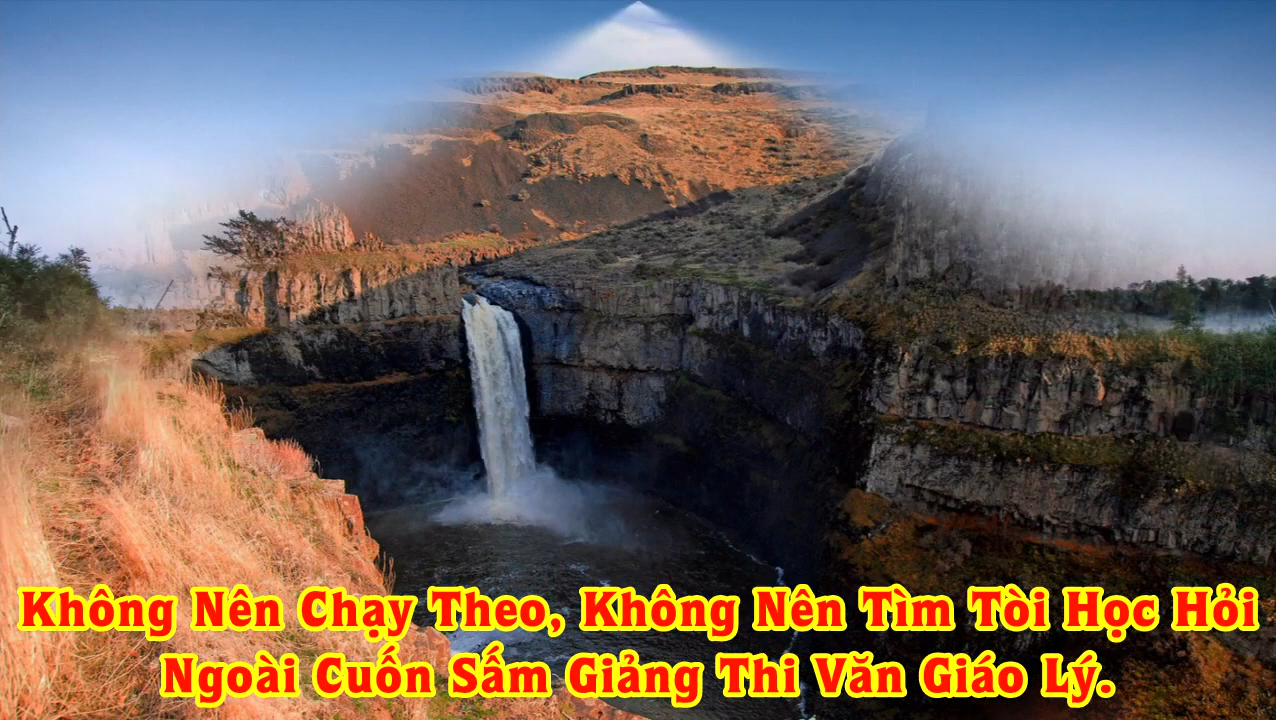 Không Nên Chạy Theo, Không Nên Tìm Tòi Học Hỏi
Ngoài Cuốn Sấm Giảng Thi Văn Giáo Lý.